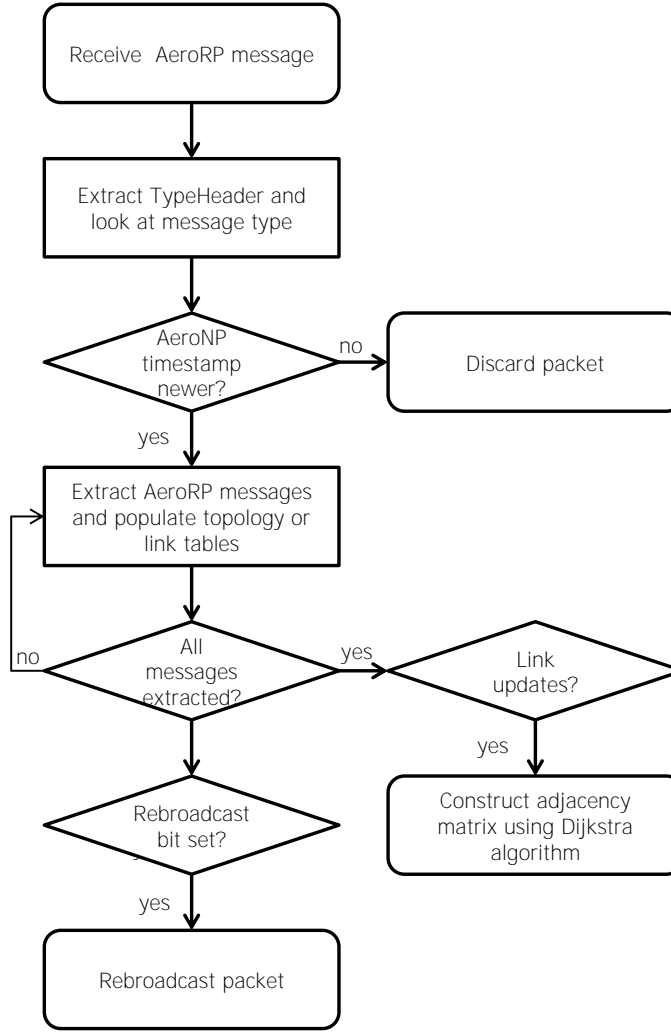 Receive AeroRP message
Extract TypeHeader and
look at message type
AeroNP
timestamp
newer?
no
Discard packet
yes
Extract AeroRP messages
and populate topology or
link tables
All
messages
extracted?
no
yes
Link
updates?
yes
Construct adjacency
matrix using Dijkstra
algorithm
Rebroadcast
bit set?
yes
Rebroadcast packet